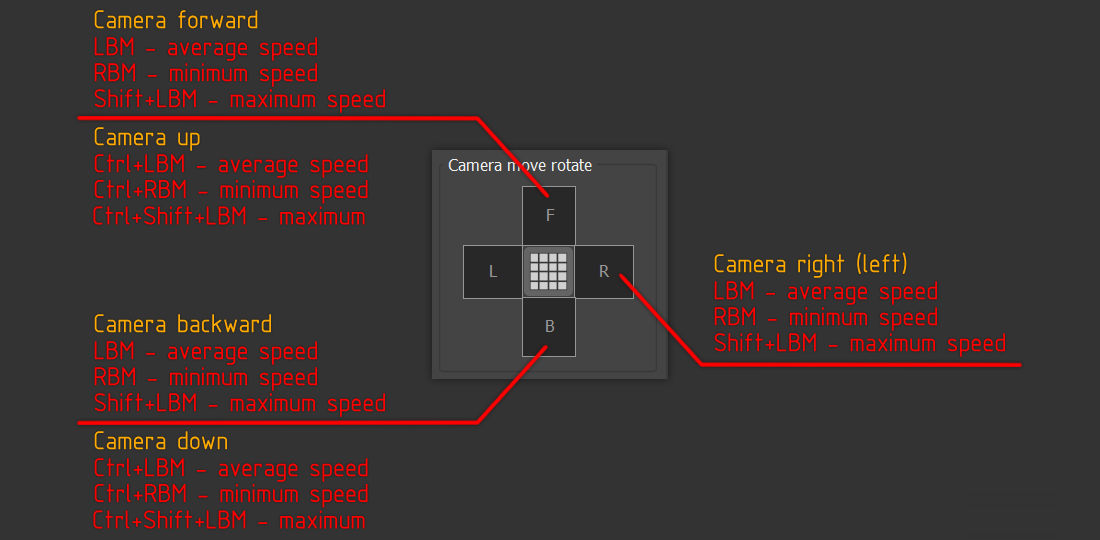 Camera forward
LBM - average speed
RBM - minimum speed
Shift+LBM - maximum speed
Camera up
Ctrl+LBM - average speed
Ctrl+RBM - minimum speed
Ctrl+Shift+LBM - maximum
Camera move rotate
F
L
R
B
Camera right (left)
LBM - average speed
RBM - minimum speed
Shift+LBM - maximum speed
Camera backward
LBM - average speed
RBM - minimum speed
Shift+LBM - maximum speed
Camera down
Ctrl+LBM - average speed
Ctrl+RBM - minimum speed
Ctrl+Shift+LBM - maximum